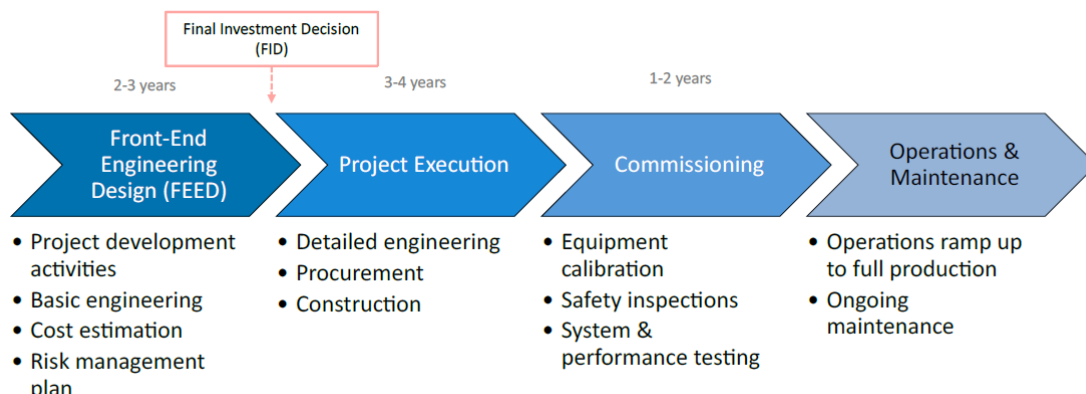 Final Investment Decision
(FID)
2-3 years
3-4 years
1-2 years
Front-End
Engineering
Design (FEED)
Project Execution
Commissioning
Operations &
Maintenance
• Project development
activities
• Basic engineering
• Cost estimation
• Risk management
plan
• Detailed engineering
• Procurement
• Construction
• Equipment
calibration
• Safety inspections
• System &
performance testing
• Operations ramp up
to full production
• Ongoing
maintenance